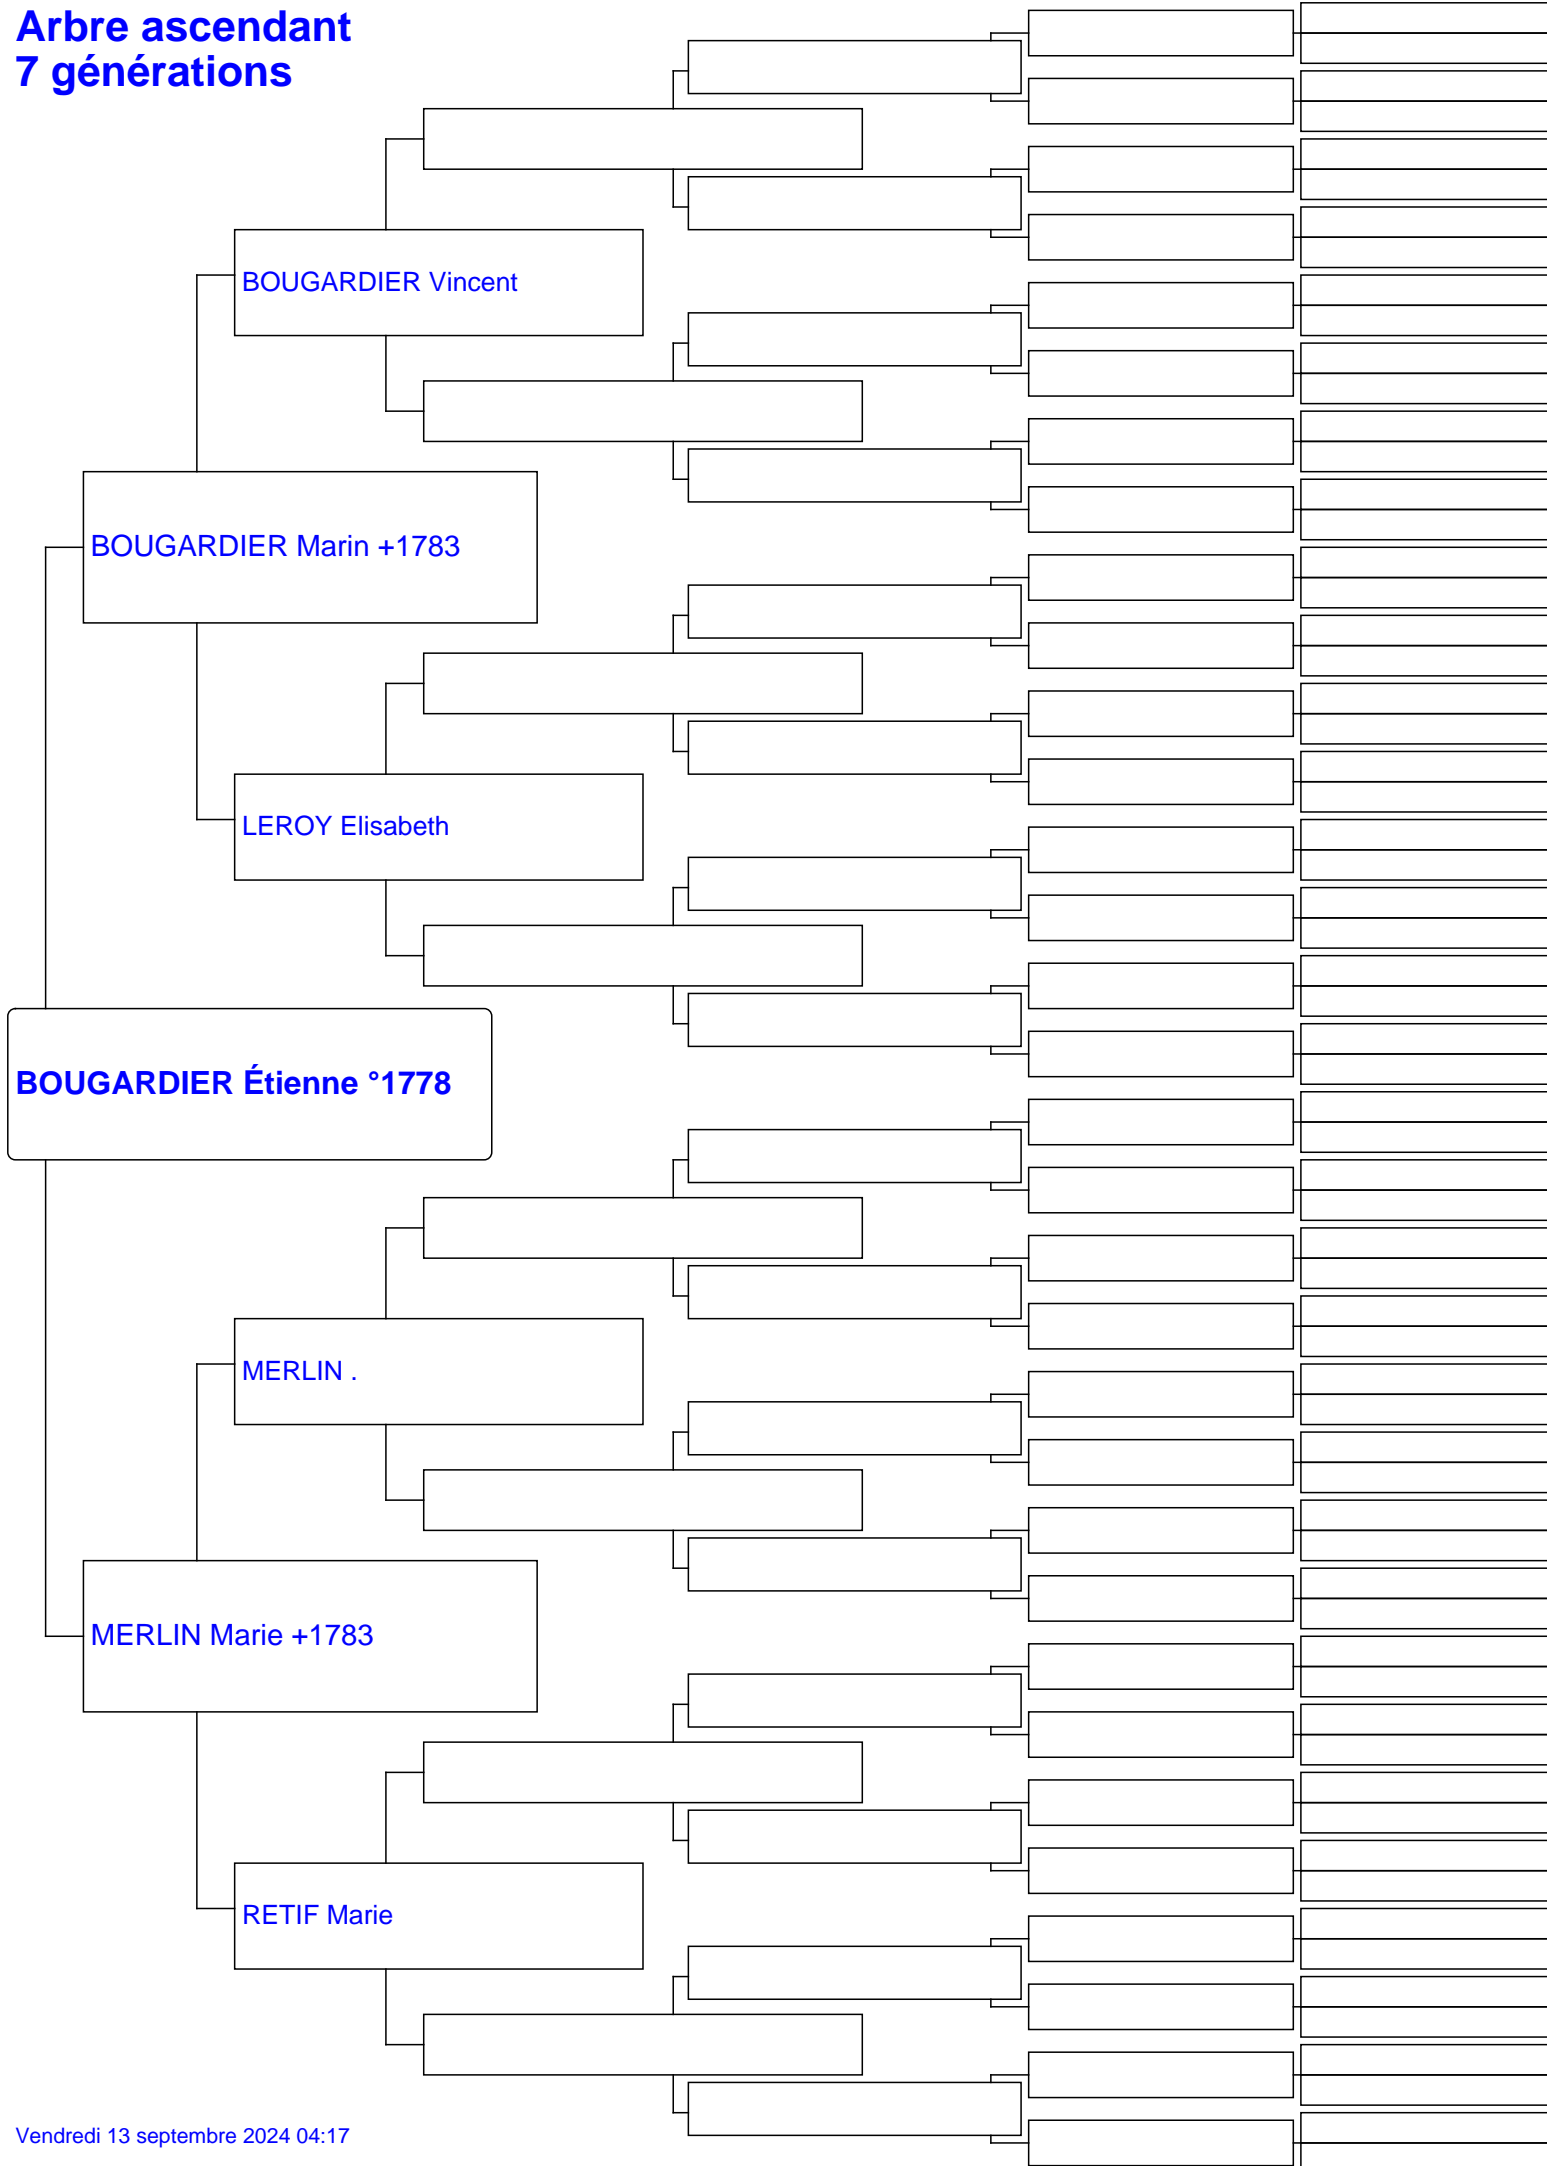 Arbre ascendant
7 générations
BOUGARDIER Vincent
BOUGARDIER Marin +1783
LEROY Elisabeth
BOUGARDIER Étienne °1778
MERLIN .
MERLIN Marie +1783
RETIF Marie
Vendredi 13 septembre 2024 04:17